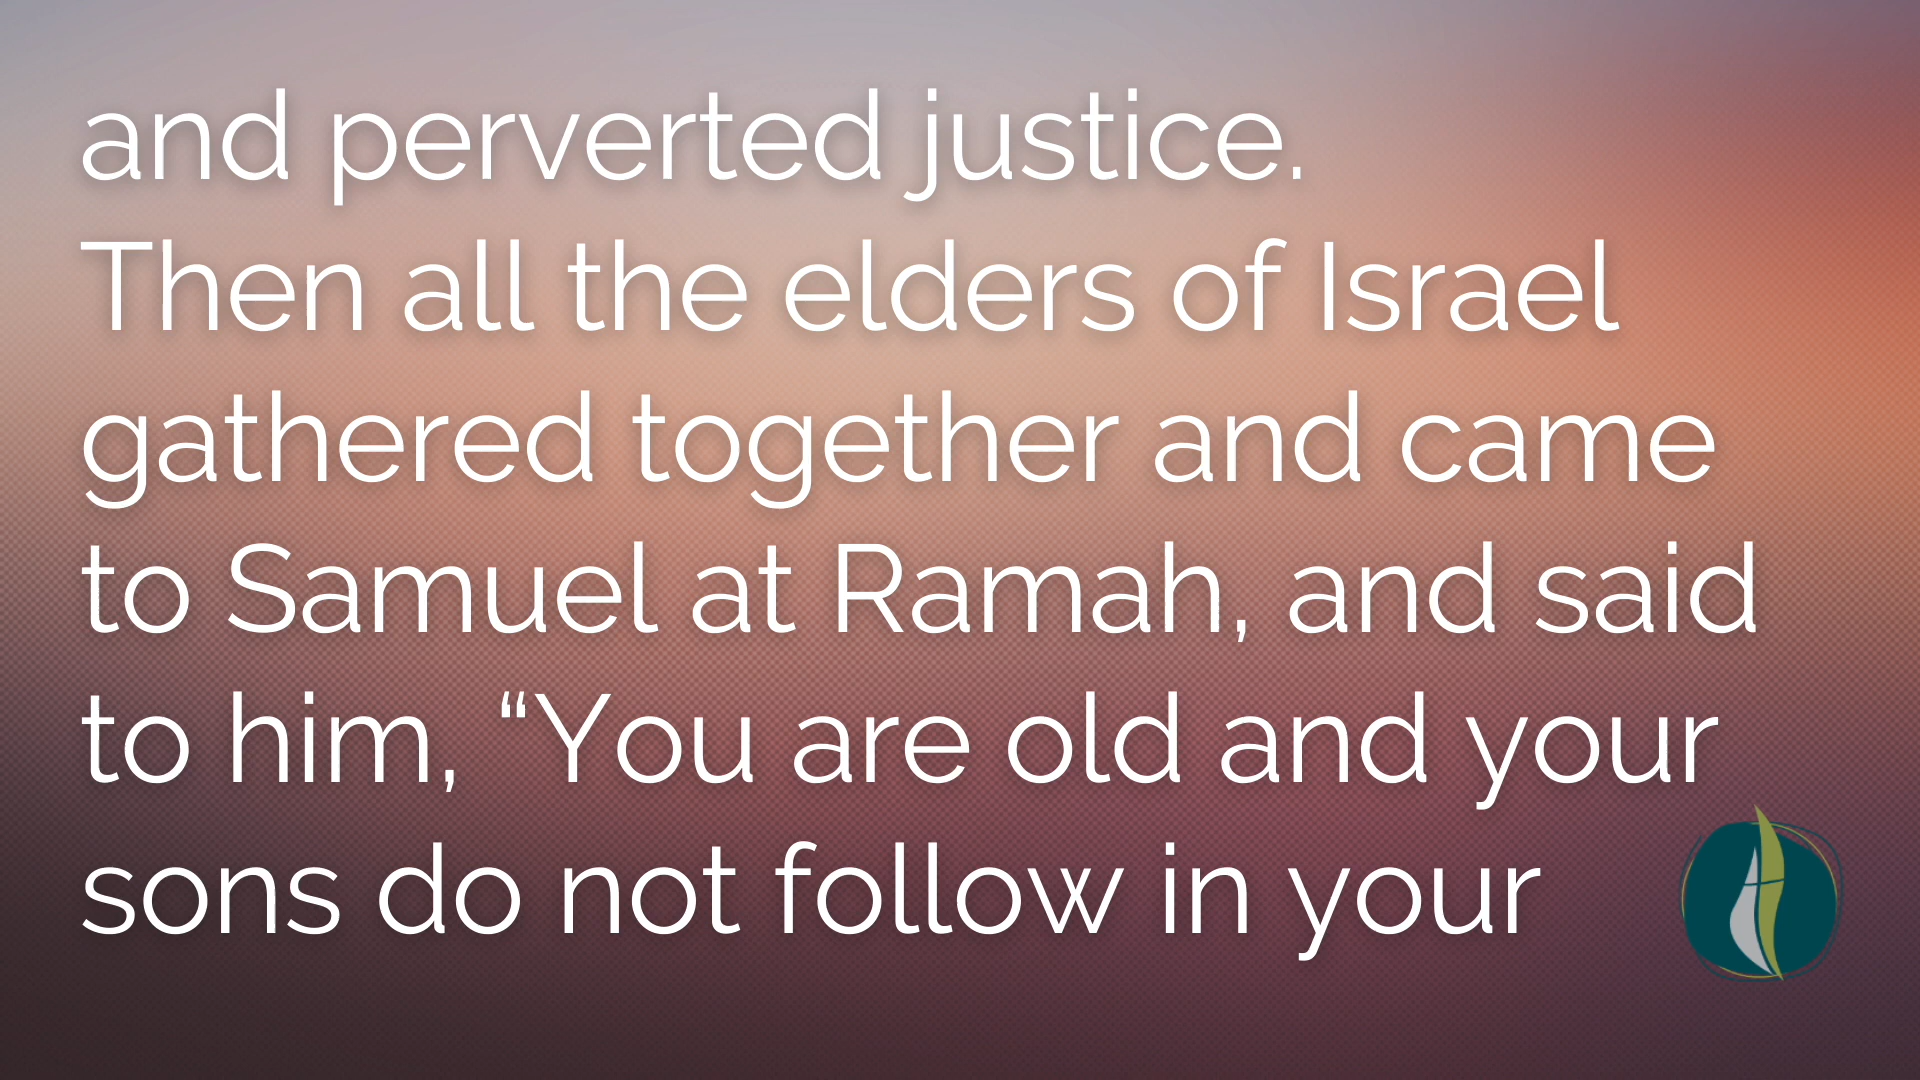 and perverted justice.
Then all the elders of Israel
gathered together and came
to Samuel at Ramah, and said
to him, “You are old and your
sons do not follow in your